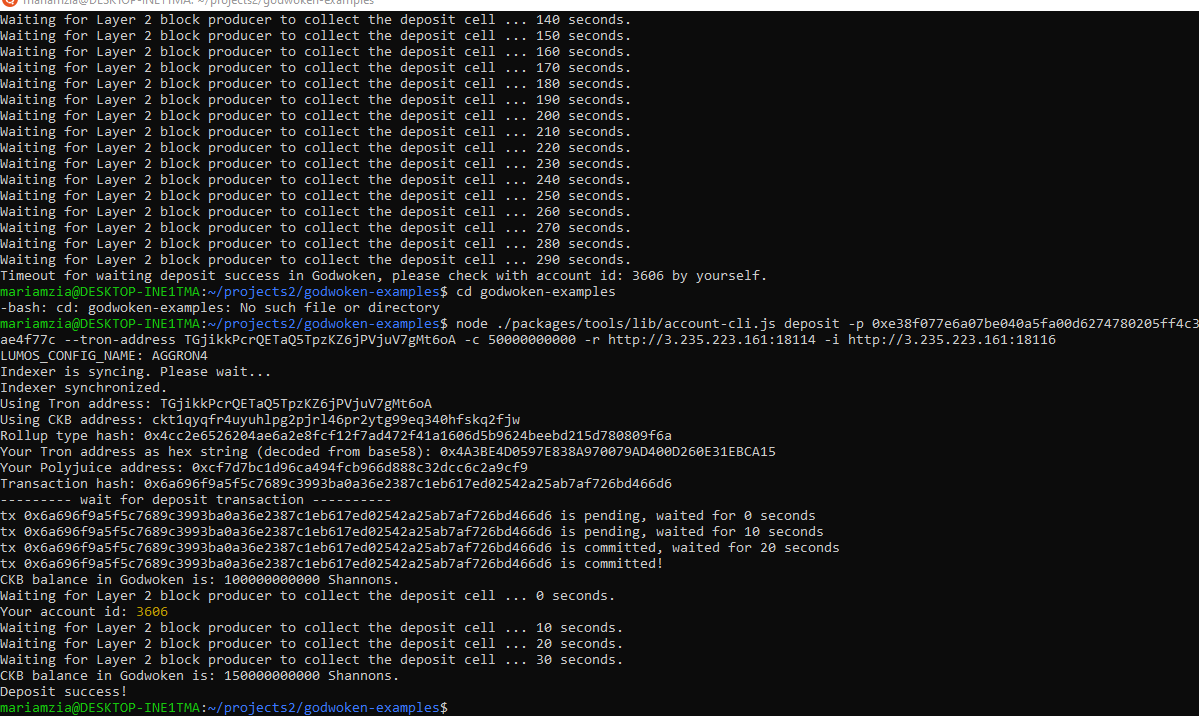 mariamzia@DESKTOP-INE1TMA: ~/projects2/godwoken-examples
Waiting for Layer 2 block producer to collect the deposit cell ... 140 seconds.
Waiting for Layer 2 block producer to collect the deposit cell ... 150 seconds.
Waiting for Layer 2 block producer to collect the deposit cell ... 160 seconds.
Waiting for Layer 2 block producer to collect the deposit cell ... 170 seconds.
Waiting for Layer 2 block producer to collect the deposit cell ... 180 seconds.
Waiting for Layer 2 block producer to collect the deposit cell ... 190 seconds.
Waiting for Layer 2 block producer to collect the deposit cell ... 200 seconds.
Waiting for Layer 2 block producer to collect the deposit cell ... 210 seconds.
Waiting for Layer 2 block producer to collect the deposit cell ... 220 seconds.
Waiting for Layer 2 block producer to collect the deposit cell ... 230 seconds.
Waiting for Layer 2 block producer to collect the deposit cell ... 240 seconds.
Waiting for Layer 2 block producer to collect the deposit cell ... 250 seconds.
Waiting for Layer 2 block producer to collect the deposit cell ... 260 seconds.
Waiting for Layer 2 block producer to collect the deposit cell ... 270 seconds.
Waiting for Layer 2 block producer to collect the deposit cell ... 280 seconds.
Waiting for Layer 2 block producer to collect the deposit cell ... 290 seconds.
Timeout for waiting deposit success in Godwoken, please check with account id: 3606 by yourself.
mariamzia@DESKTOP-INE1TMA:~/projects2/godwoken-examples$ cd godwoken-examples
-bash: cd: godwoken-examples: No such file or directory
mariamzia@DESKTOP-INE1TMA:~/projects2/godwoken-examples$ node ./packages/tools/lib/account-cli.js deposit -p 0xe38f077e6a07be040a5fa00d6274780205ff4c3
ae4f77c --tron-address TGjikkPcrQETaQ5TpzKZ6jPVjuV7gMt6oA -c 50000000000 -r http://3.235.223.161:18114 -i http://3.235.223.161:18116
LUMOS_CONFIG_NAME: AGGRON4
Indexer is syncing. Please wait...
Indexer synchronized.
Using Tron address: TGjikkPcrQETaQ5TpzKZ6jPVjuV7gMt6oA
Using CKB address: ckt1qyqfr4uyuhlpg2pjrl46pr2ytg99eq340hfskq2fjw
Rollup type hash: 0x4cc2e6526204ae6a2e8fcf12f7ad472f41a1606d5b9624beebd215d780809f6a
Your Tron address as hex string (decoded from base58): 0x4A3BE4D0597E838A970079AD400D260E31EBCA15
Your Polyjuice address: 0xcf7d7bc1d96ca494fcb966d888c32dcc6c2a9cf9
Transaction hash: 0x6a696f9a5f5c7689c3993ba0a36e2387c1eb617ed02542a25ab7af726bd466d6
--------- wait for deposit transaction ----------
tx 0x6a696f9a5f5c7689c3993ba0a36e2387c1eb617ed02542a25ab7af726bd466d6 is pending, waited for 0 seconds
tx 0x6a696f9a5f5c7689c3993ba0a36e2387c1eb617ed02542a25ab7af726bd466d6 is pending, waited for 10 seconds
tx 0x6a696f9a5f5c7689c3993ba0a36e2387c1eb617ed02542a25ab7af726bd466d6 is committed, waited for 20 seconds
tx 0x6a696f9a5f5c7689c3993ba0a36e2387c1eb617ed02542a25ab7af726bd466d6 is committed!
CKB balance in Godwoken is: 100000000000 Shannons.
Waiting for Layer 2 block producer to collect the deposit cell ... 0 seconds.
Your account id: 3606
Waiting for Layer 2 block producer to collect the deposit cell ... 10 seconds.
Waiting for Layer 2 block producer to collect the deposit cell ... 20 seconds.
Waiting for Layer 2 block producer to collect the deposit cell ... 30 seconds.
CKB balance in Godwoken is: 150000000000 Shannons.
Deposit success!
mariamzia@DESKTOP-INE1TMA:~/projects2/godwoken-examples$